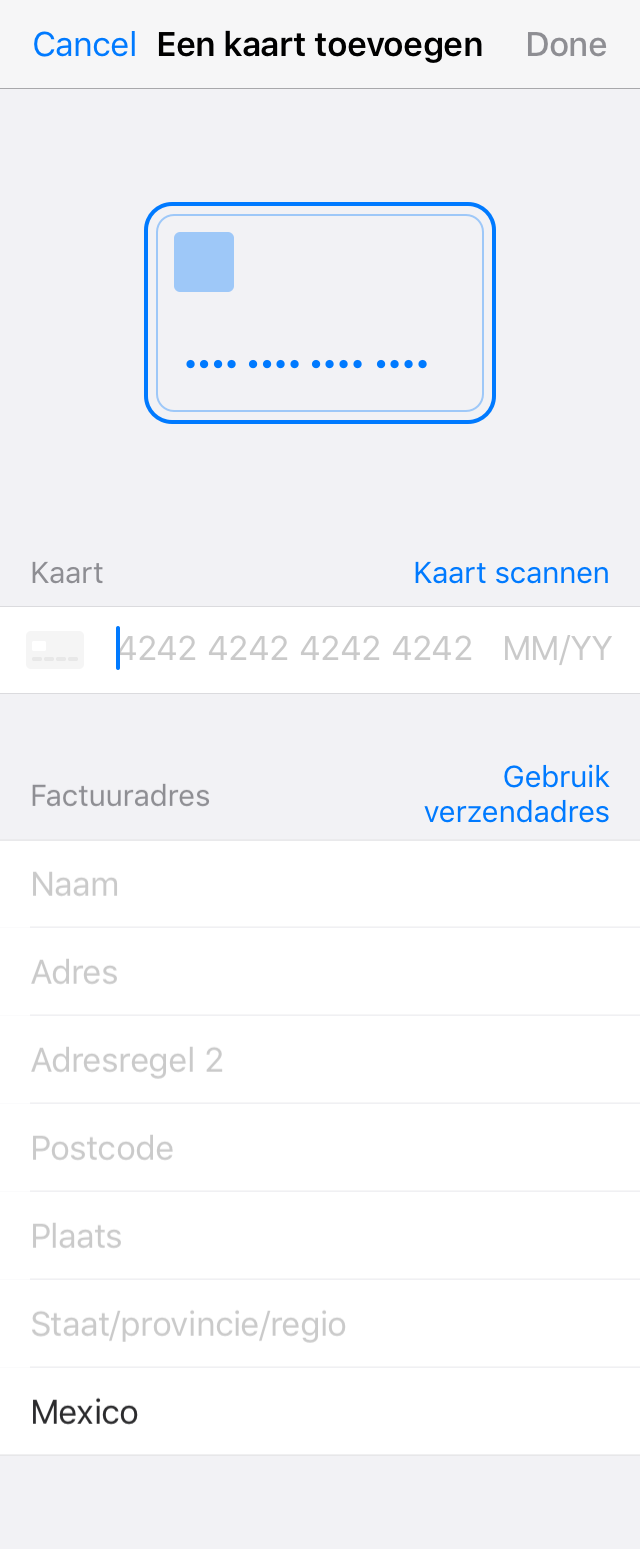 Cancel Een kaart toevoegen Done
Kaart Kaart scannen
4242 4242 4242 4242 MM/YY
Factuuradres
Gebruik
verzendadres
Naam
Adres
Adresregel 2
Postcode
Plaats
Staat/provincie/regio
Mexico